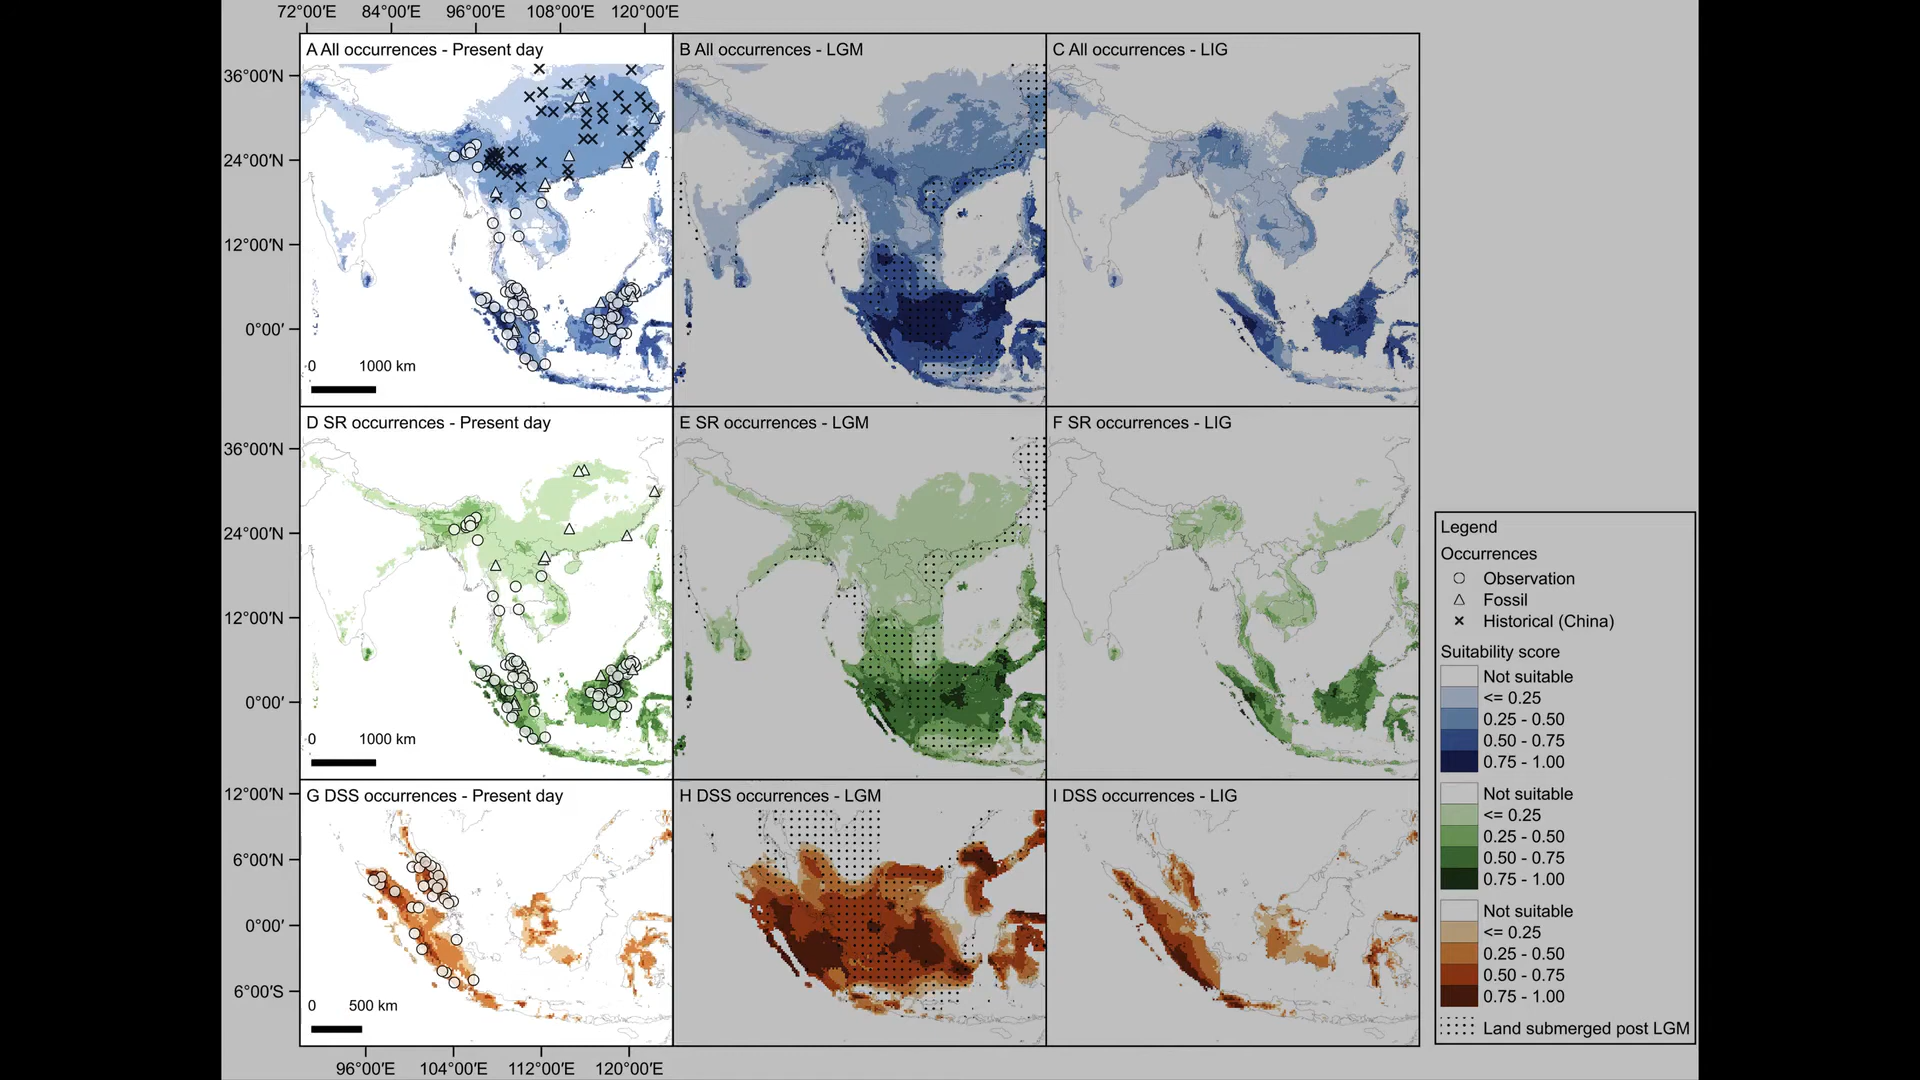 72°00′E 84°00′E 96°00′E 108°00′E 120°00′E
A All occurrences - Present day
B All occurrences - LGM
C All occurrences - LIG
36°00′N
24°00′N
12°00′N
0°00′
0 1000 km
D SR occurrences - Present day
E SR occurrences - LGM
F SR occurrences - LIG
36°00′N
24°00′N
12°00′N
0°00′
0 1000 km
G DSS occurrences - Present day
H DSS occurrences - LGM
I DSS occurrences - LIG
12°00′N
6°00′N
0°00′
6°00′S
0 500 km
96°00′E 104°00′E 112°00′E 120°00′E
Legend
Occurrences
Observation
Fossil
Historical (China)
Suitability score
Not suitable
<= 0.25
0.25 - 0.50
0.50 - 0.75
0.75 - 1.00
Not suitable
<= 0.25
0.25 - 0.50
0.50 - 0.75
0.75 - 1.00
Not suitable
<= 0.25
0.25 - 0.50
0.50 - 0.75
0.75 - 1.00
Land submerged post LGM